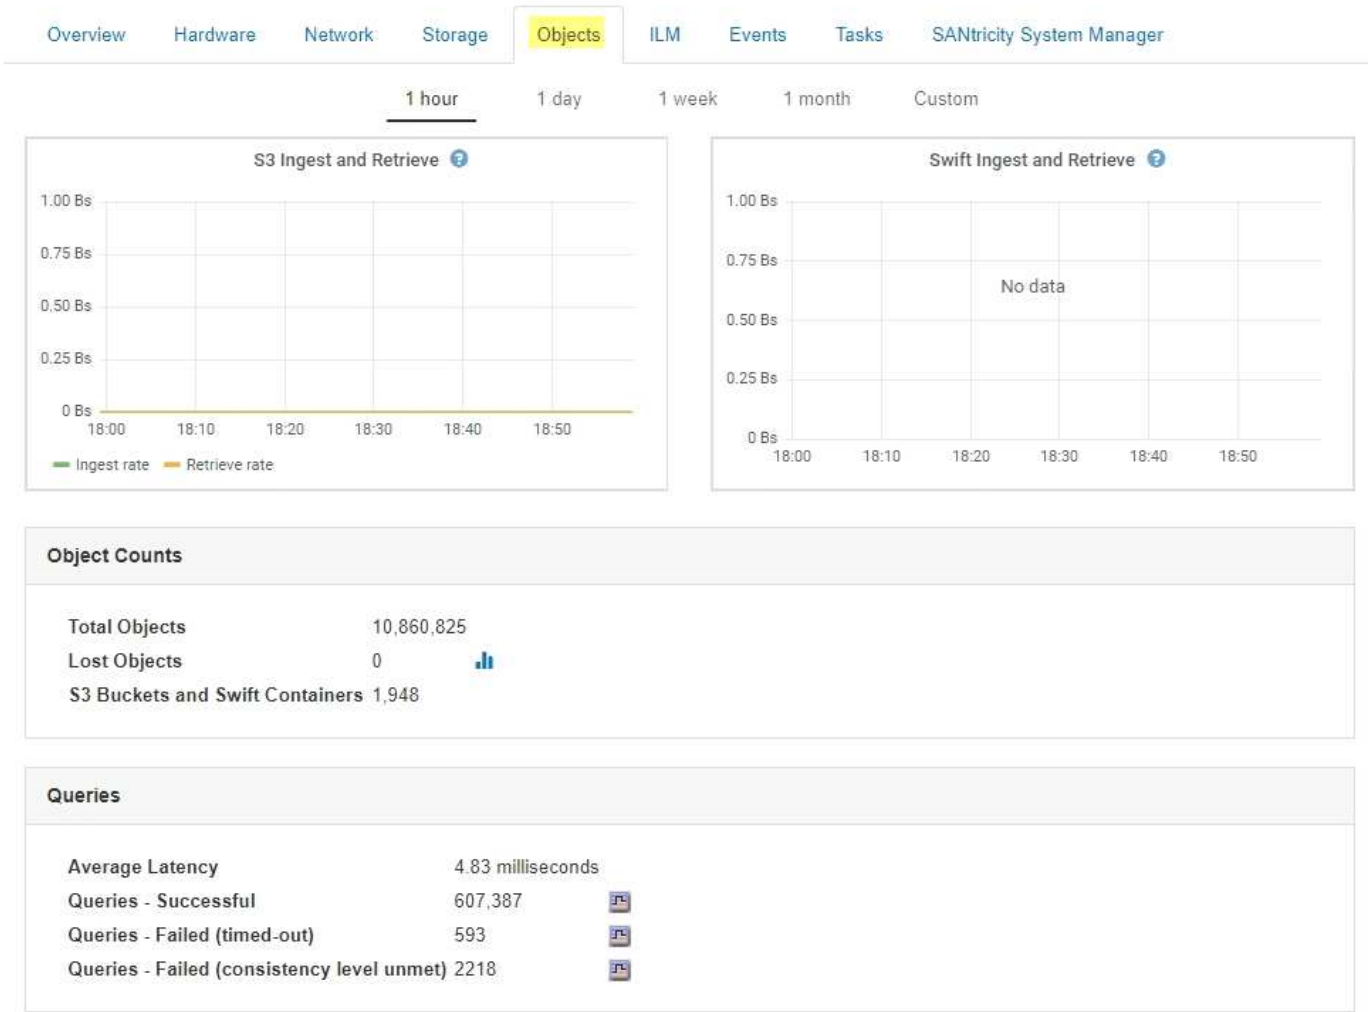 Overview Hardware Network Storage Objects ILM Events Tasks SANtricity System Manager
1 hour 1 day 1 week 1 month Custom
S3 Ingest and Retrieve ?
1.00 Bs
0.75 Bs
0.50 Bs
0.25 Bs
0 Bs
18:00 18:10 18:20 18:30 18:40 18:50
Ingest rate Retrieve rate
Swift Ingest and Retrieve ?
1.00 Bs
0.75 Bs
No data
0.50 Bs
0.25 Bs
0 Bs
18:00 18:10 18:20 18:30 18:40 18:50
Object Counts
Total Objects 10,860,825
Lost Objects 0
S3 Buckets and Swift Containers 1,948
Queries
Average Latency 4.83 milliseconds
Queries - Successful 607,387
Queries - Failed (timed-out) 593
Queries - Failed (consistency level unmet) 2218